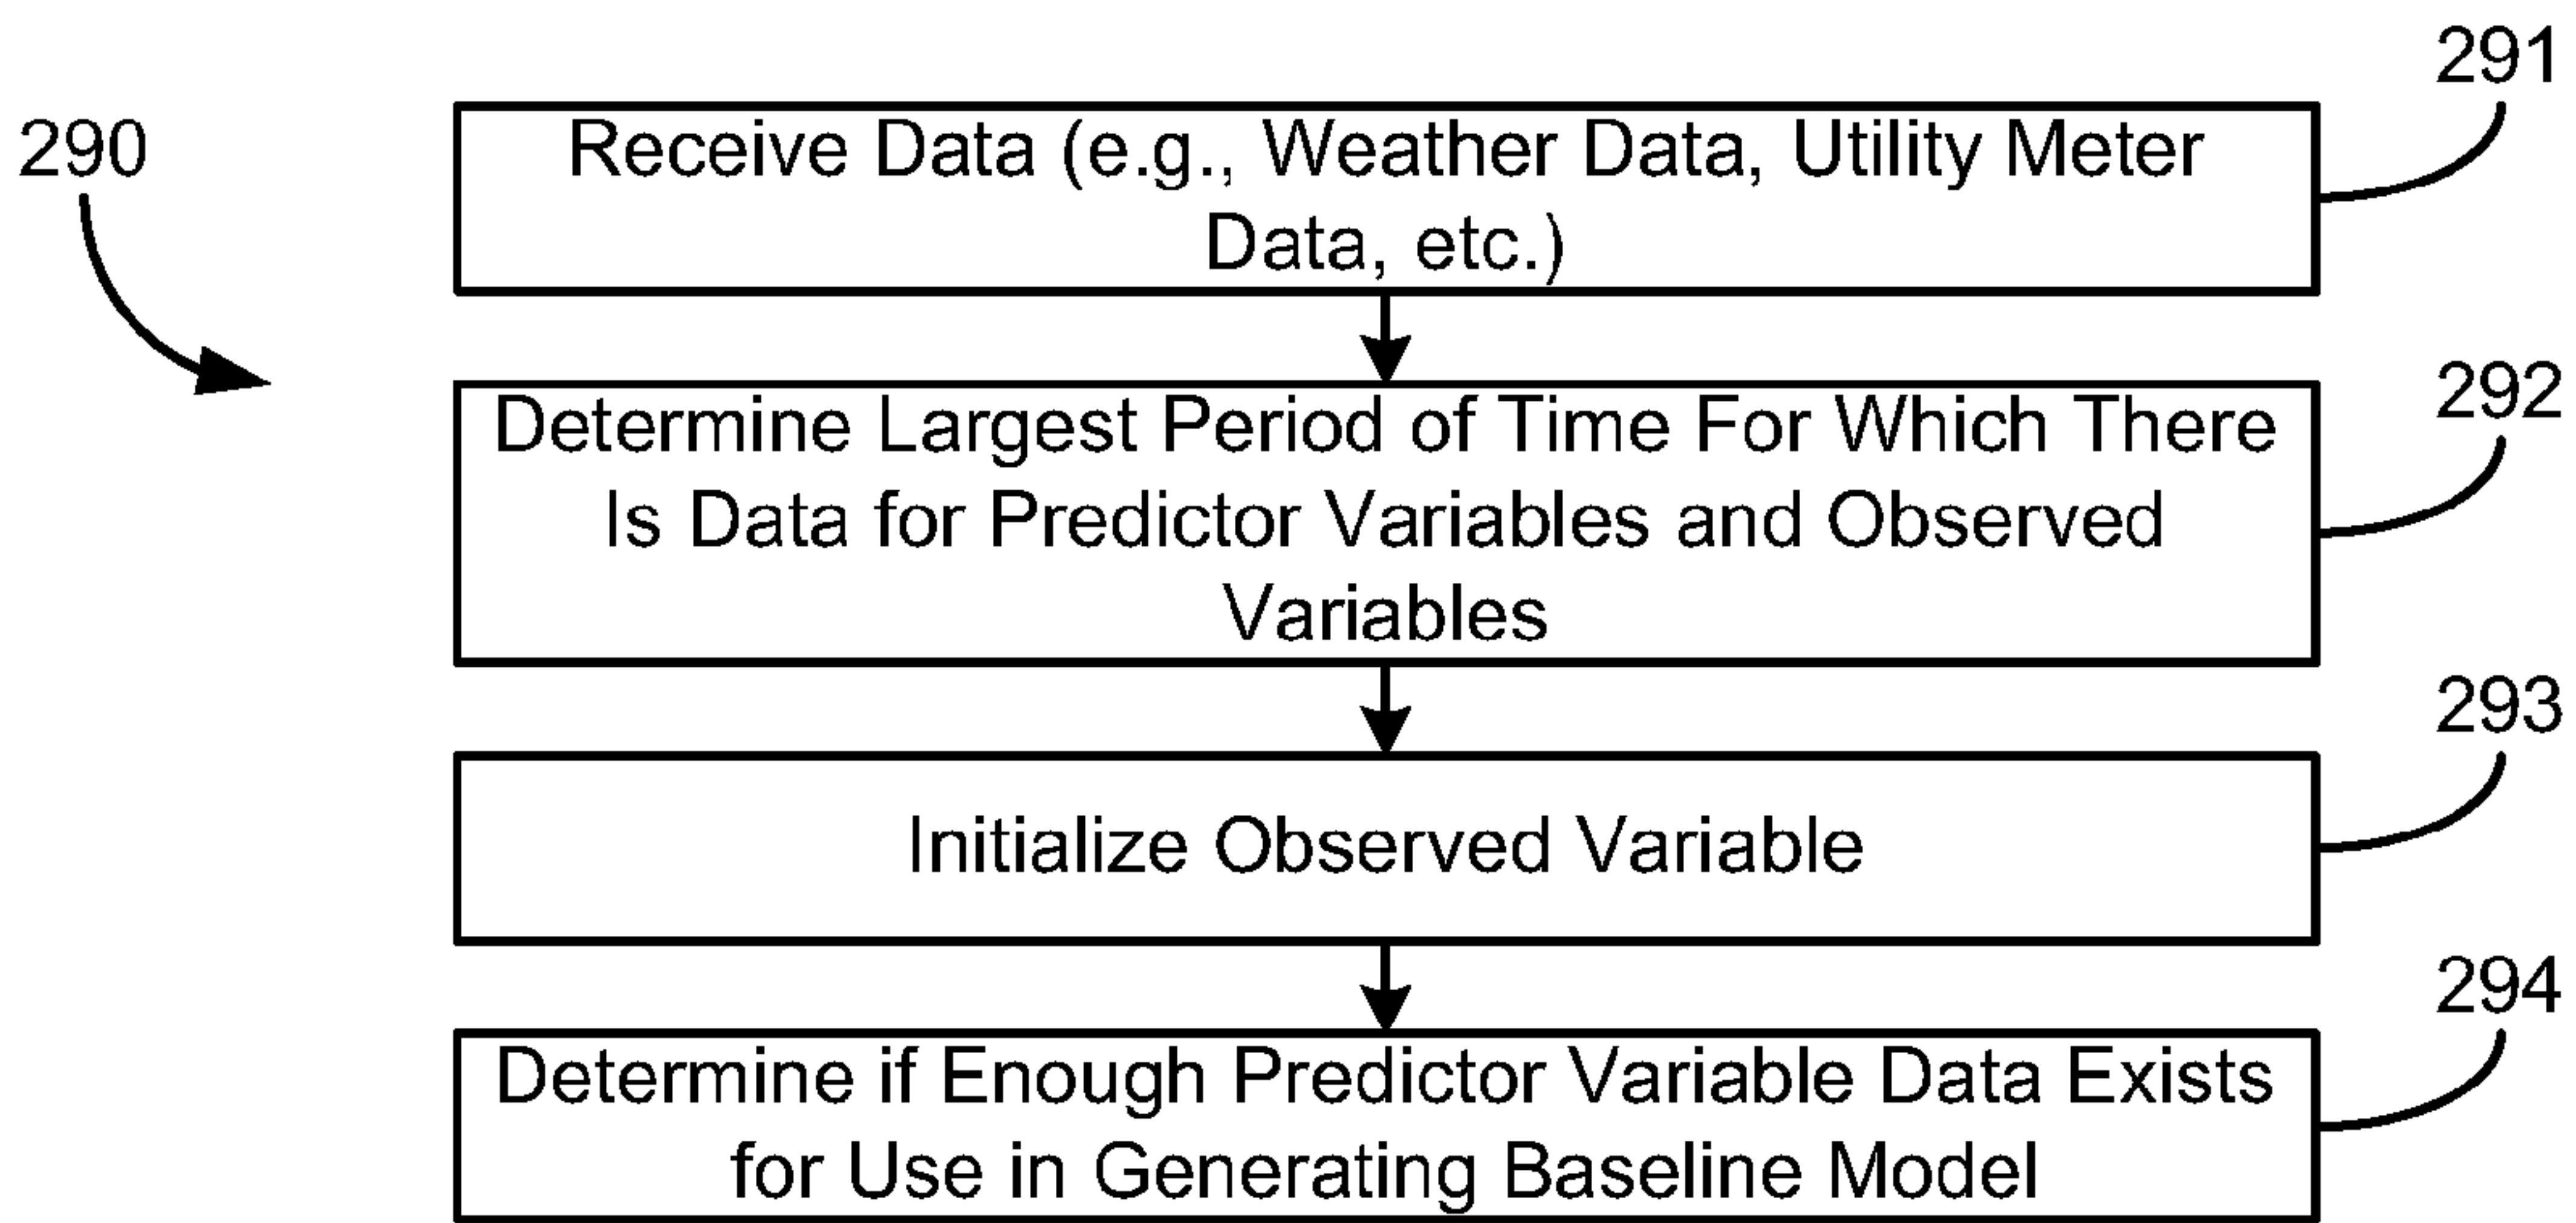 291
290
Receive Data (e.g., Weather Data, Utility Meter
Data, etc.)
292
Determine Largest Period of Time For Which There
Is Data for Predictor Variables and Observed
Variables
293
Initialize Observed Variable
294
Determine if Enough Predictor Variable Data Exists
for Use in Generating Baseline Model